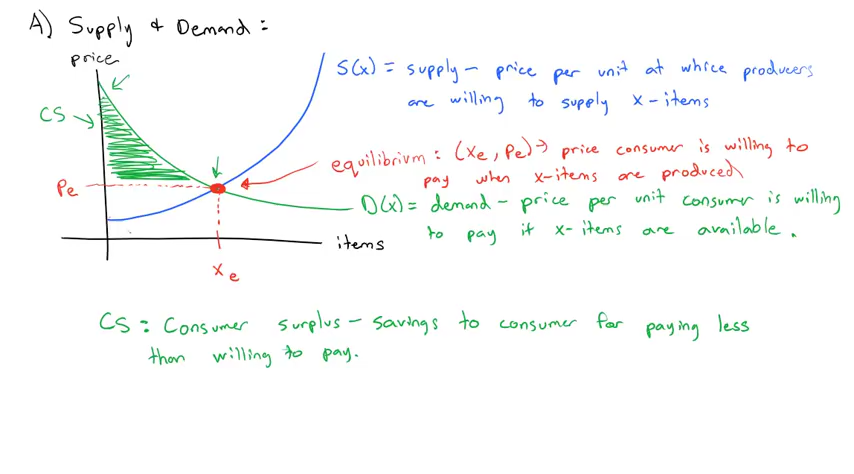 A) Supply & Demand :
price
S(x) = supply - price per unit at which producers
are willing to supply x-items
CS
equilibrium : (xe, Pe) → price consumer is willing to
pay when x-items are produced
Pe
D(x) = demand - price per unit consumer is willing
to pay if x-items are available.
items
xe
CS : Consumer surplus - savings to consumer for paying less
than willing to pay.